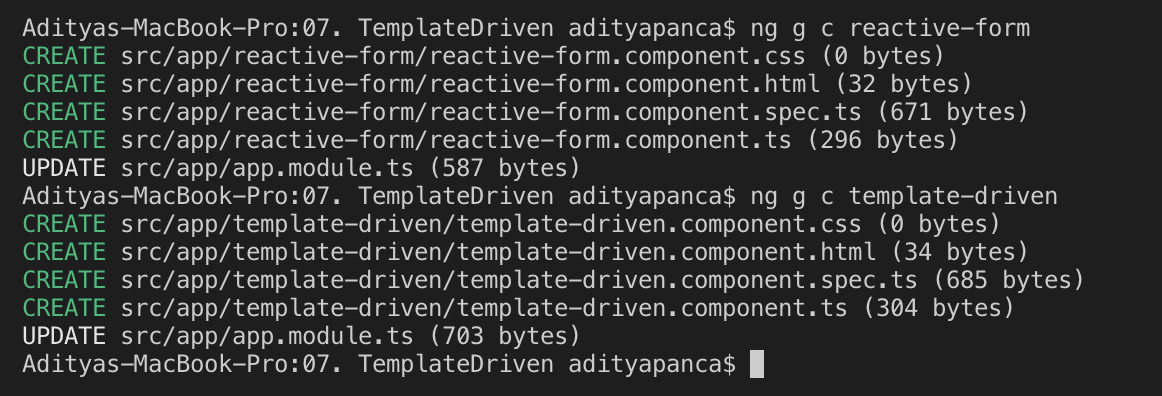 Adityas-MacBook-Pro:07. TemplateDriven adityapanca$ ng g c reactive-form
CREATE src/app/reactive-form/reactive-form.component.css (0 bytes)
CREATE src/app/reactive-form/reactive-form.component.html (32 bytes)
CREATE src/app/reactive-form/reactive-form.component.spec.ts (671 bytes)
CREATE src/app/reactive-form/reactive-form.component.ts (296 bytes)
UPDATE src/app/app.module.ts (587 bytes)
Adityas-MacBook-Pro:07. TemplateDriven adityapanca$ ng g c template-driven
CREATE src/app/template-driven/template-driven.component.css (0 bytes)
CREATE src/app/template-driven/template-driven.component.html (34 bytes)
CREATE src/app/template-driven/template-driven.component.spec.ts (685 bytes)
CREATE src/app/template-driven/template-driven.component.ts (304 bytes)
UPDATE src/app/app.module.ts (703 bytes)
Adityas-MacBook-Pro:07. TemplateDriven adityapanca$